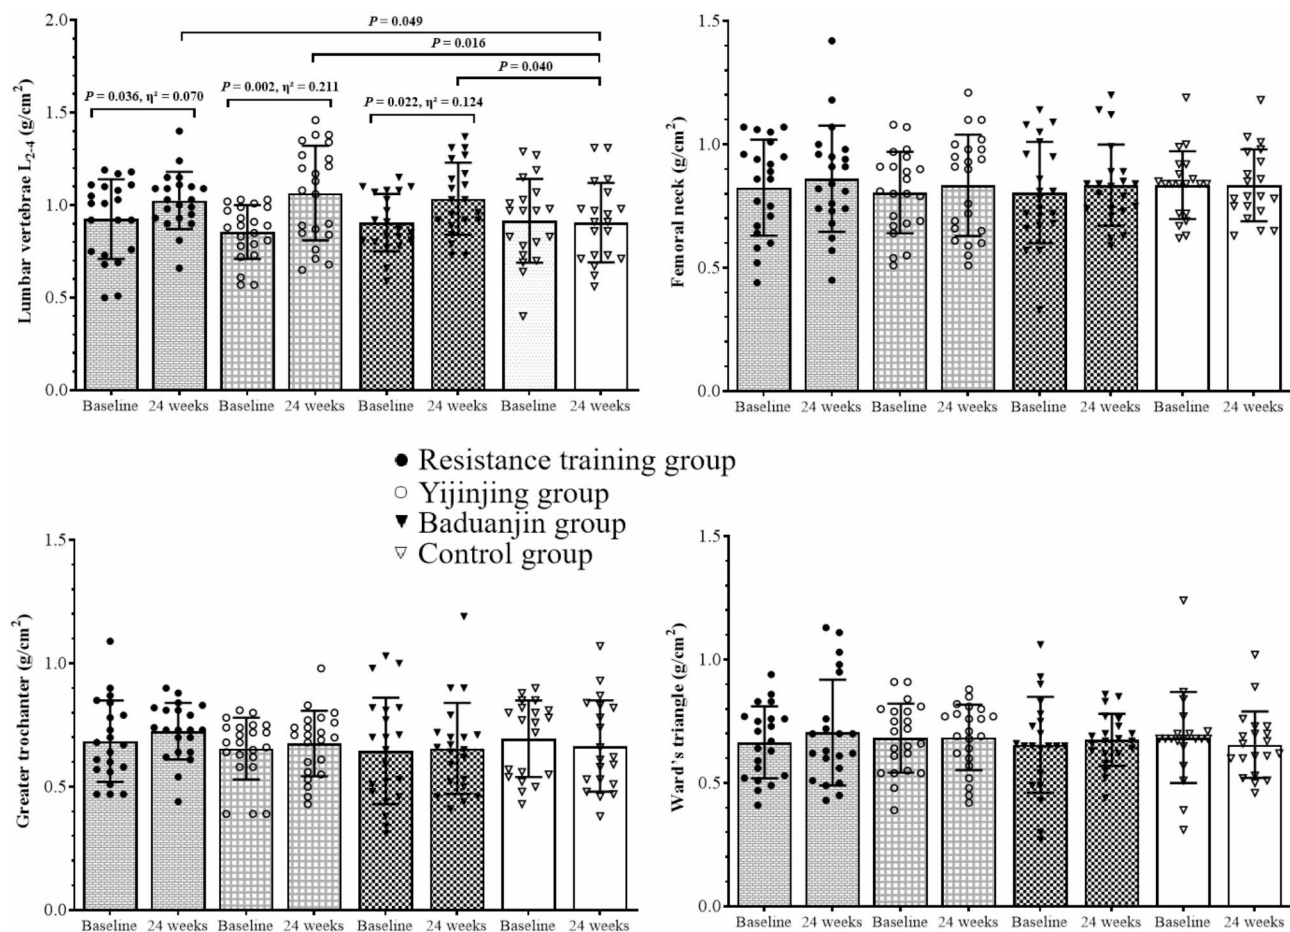 Lumbar vertebrae L2-4 (g/cm²)
2.0
1.5
1.0
0.5
0.0
P = 0.049
P = 0.016
P = 0.040
P = 0.036, η² = 0.070
P = 0.002, η² = 0.211
P = 0.022, η² = 0.124
Baseline 24 weeks Baseline 24 weeks Baseline 24 weeks Baseline 24 weeks
Femoral neck (g/cm²)
1.5
1.0
0.5
0.0
Baseline 24 weeks Baseline 24 weeks Baseline 24 weeks Baseline 24 weeks
Resistance training group
Yijinjing group
Baduanjin group
Control group
Greater trochanter (g/cm²)
1.5
1.0
0.5
0.0
Baseline 24 weeks Baseline 24 weeks Baseline 24 weeks Baseline 24 weeks
Ward's triangle (g/cm²)
1.5
1.0
0.5
0.0
Baseline 24 weeks Baseline 24 weeks Baseline 24 weeks Baseline 24 weeks